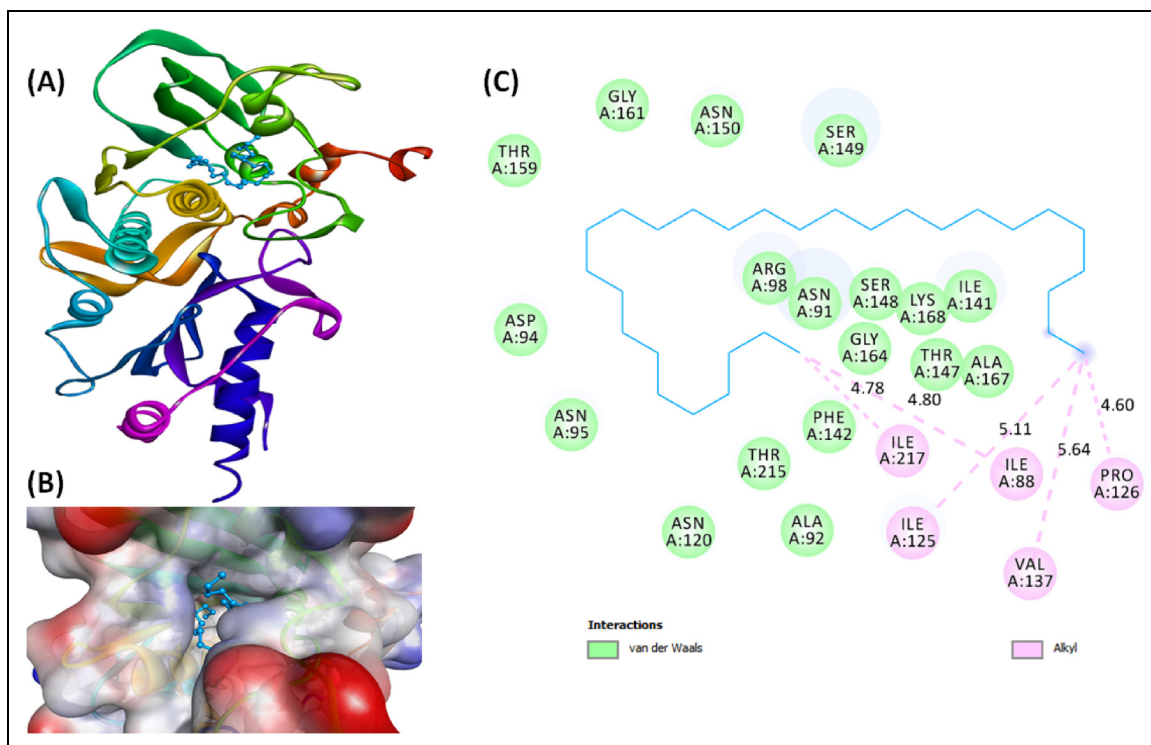 (A)
(B)
(C)
GLY
A:161
ASN
A:150
SER
A:149
THR
A:159
ARG
A:98
ASN
A:91
SER
A:148
LYS
A:168
ILE
A:141
ASP
A:94
GLY
A:164
THR
A:147
ALA
A:167
4.78
4.80
4.60
ASN
A:95
PHE
A:142
5.11
5.64
ILE
A:217
THR
A:215
ILE
A:88
PRO
A:126
ASN
A:120
ALA
A:92
ILE
A:125
VAL
A:137
Interactions
van der Waals
Alkyl